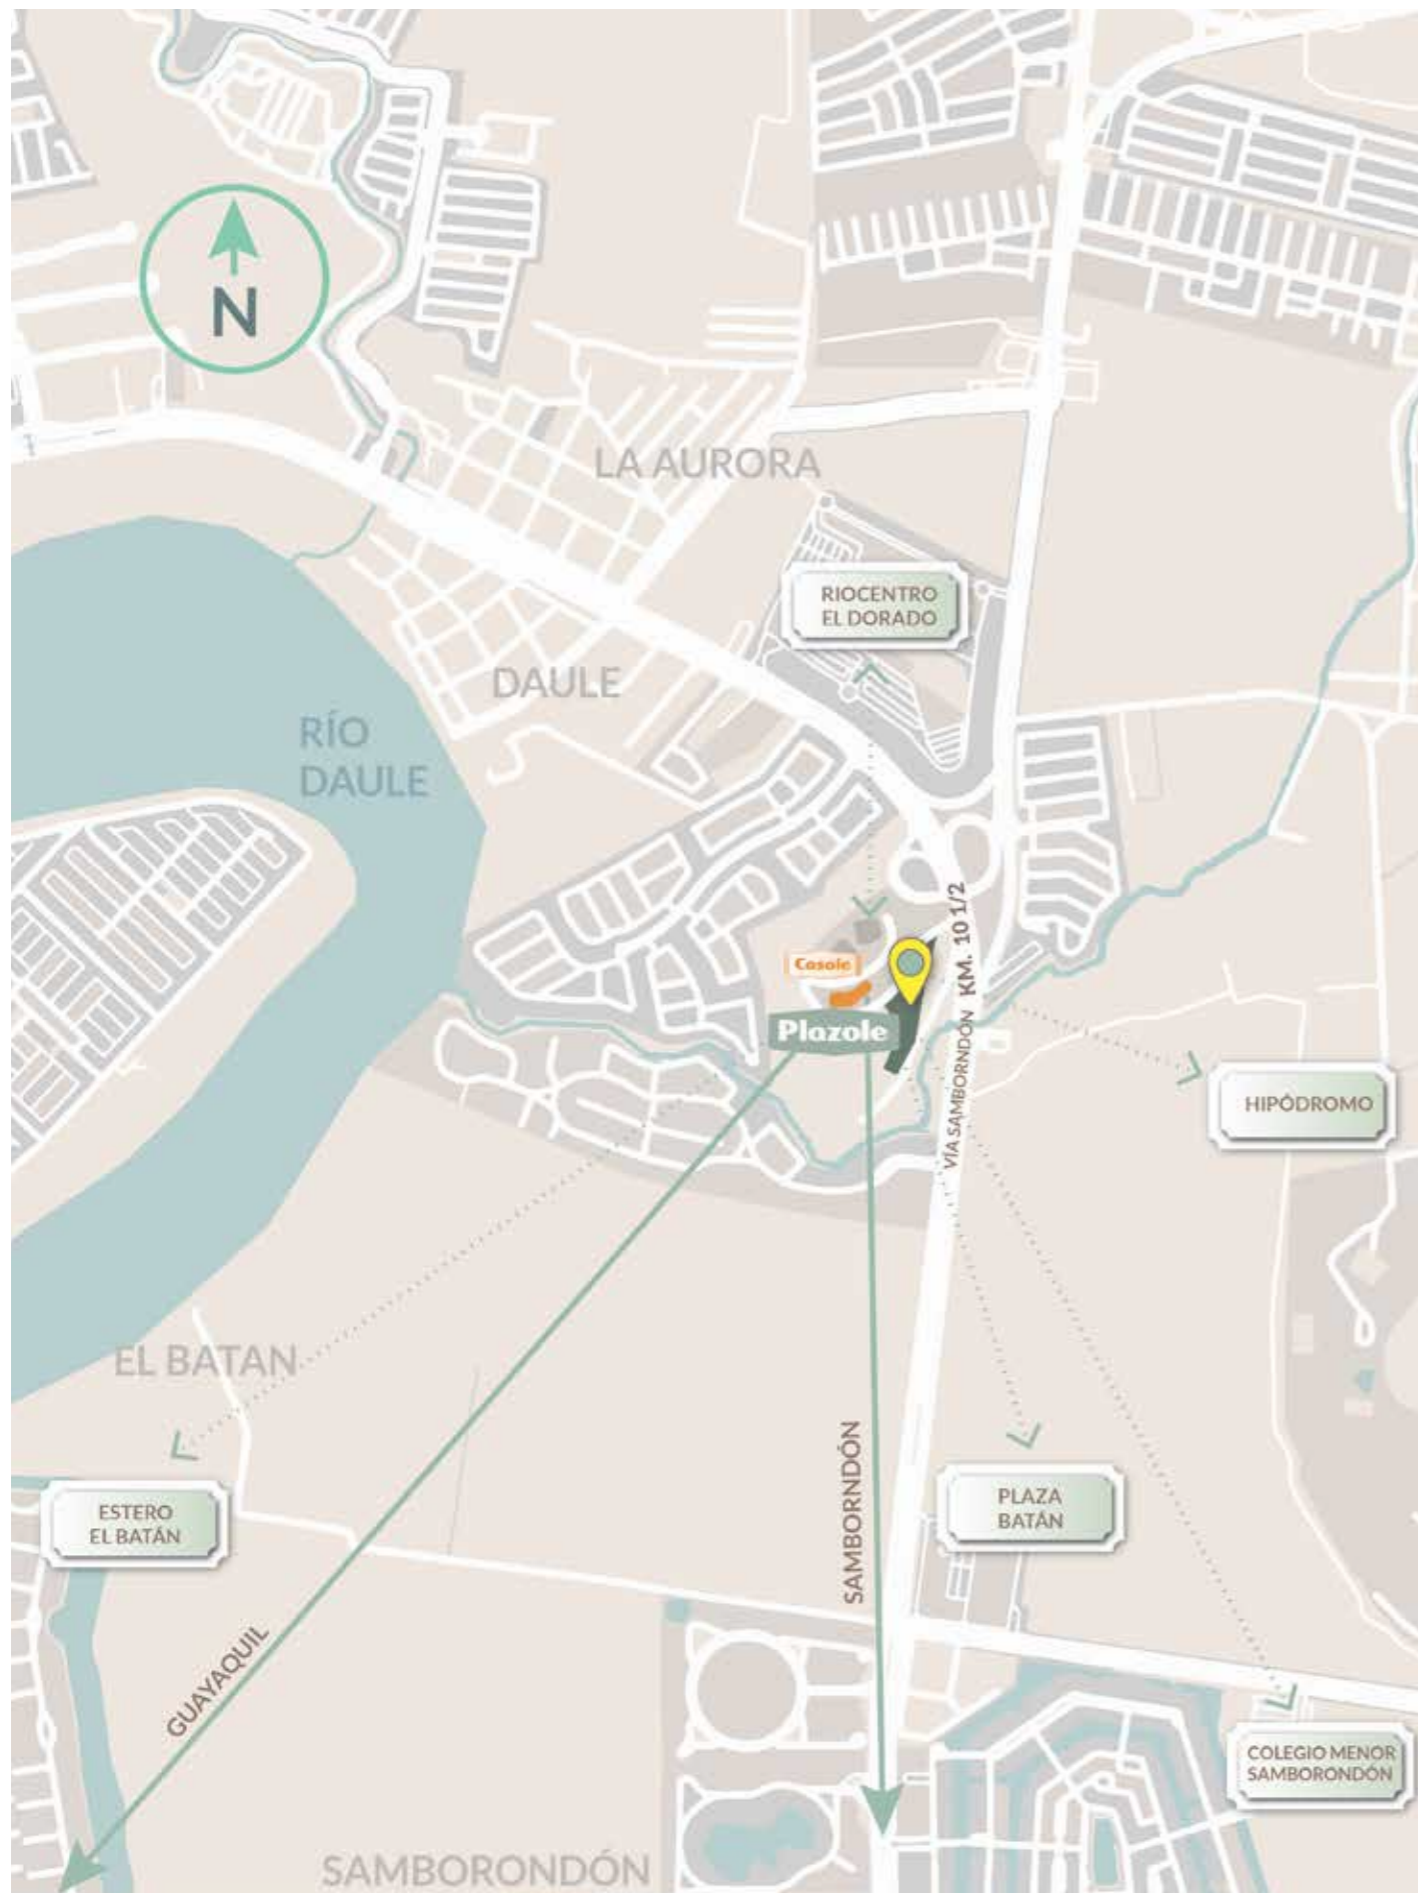 N
LA AURORA
RIOCENTRO
EL DORADO
DAULE
RÍO
DAULE
KM. 10 1/2
Casole
Plazole
VÍA SAMBORNDÓN
HIPÓDROMO
EL BATAN
SAMBORNDÓN
PLAZA
BATÁN
ESTERO
EL BATÁN
GUAYAQUIL
COLEGIO MENOR
SAMBORONDÓN
SAMBORONDÓN